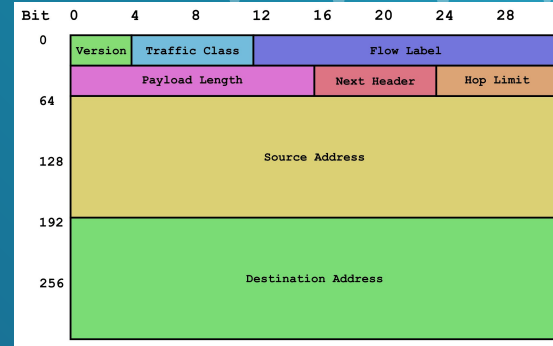 Bit 0 4 8 12 16 20 24 28
0 Version Traffic Class Flow Label
Payload Length Next Header Hop Limit
64
128 Source Address
192
256 Destination Address